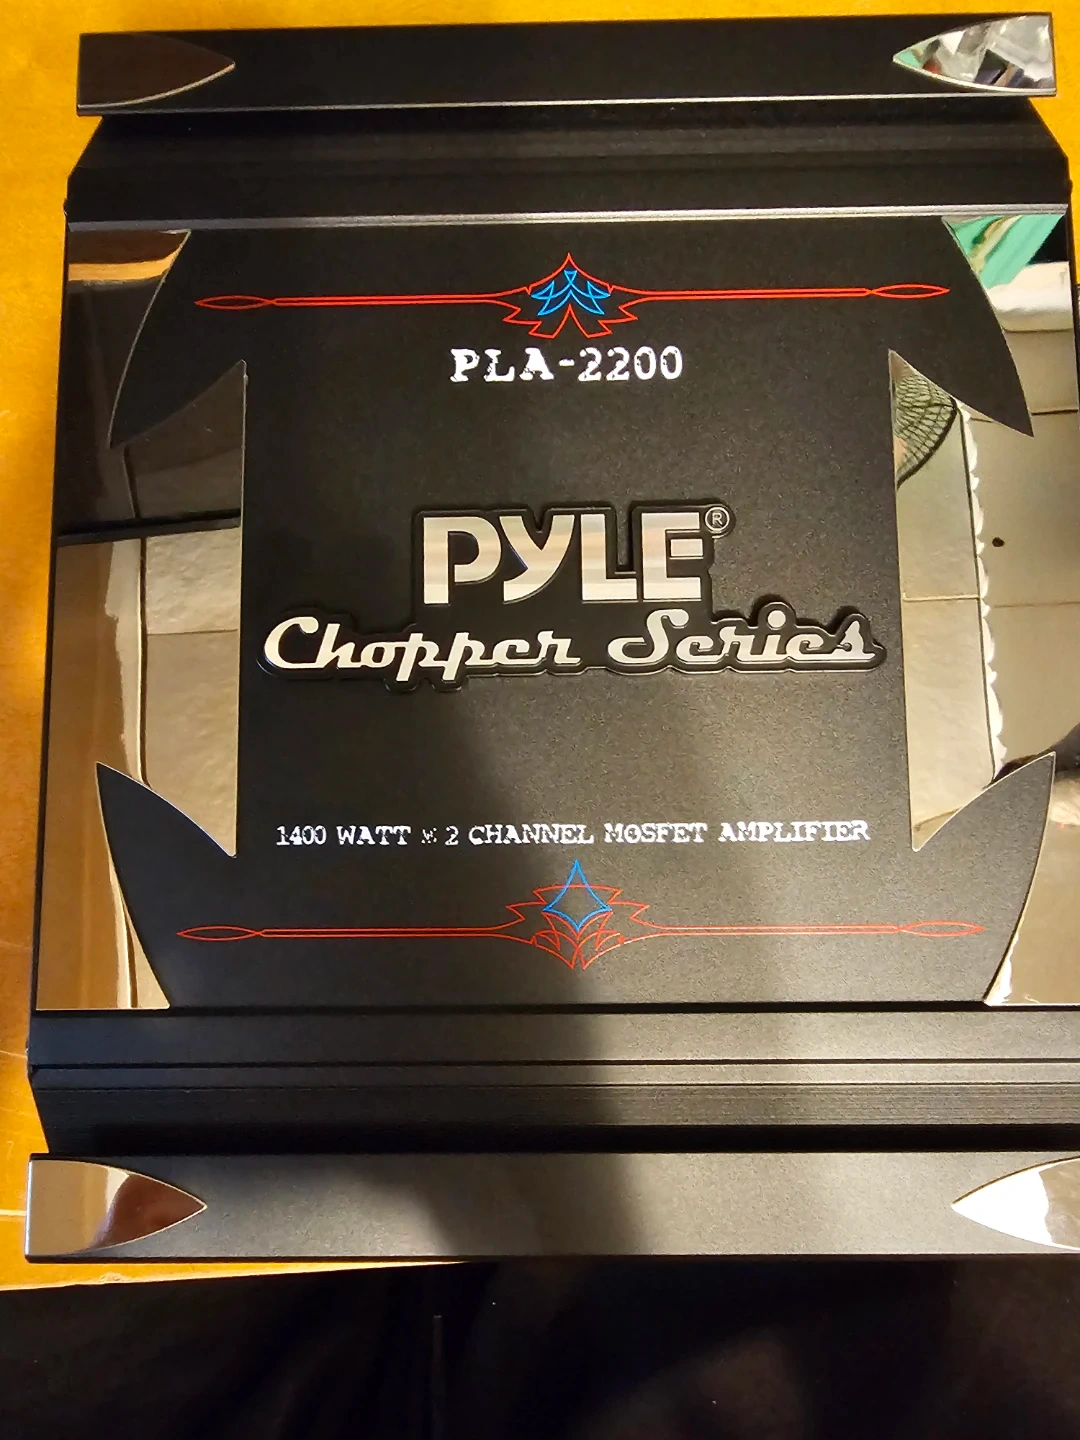 PLA-2200
PYLE®
Chopper Series
1400 WATT x 2 CHANNEL MOSFET AMPLIFIER